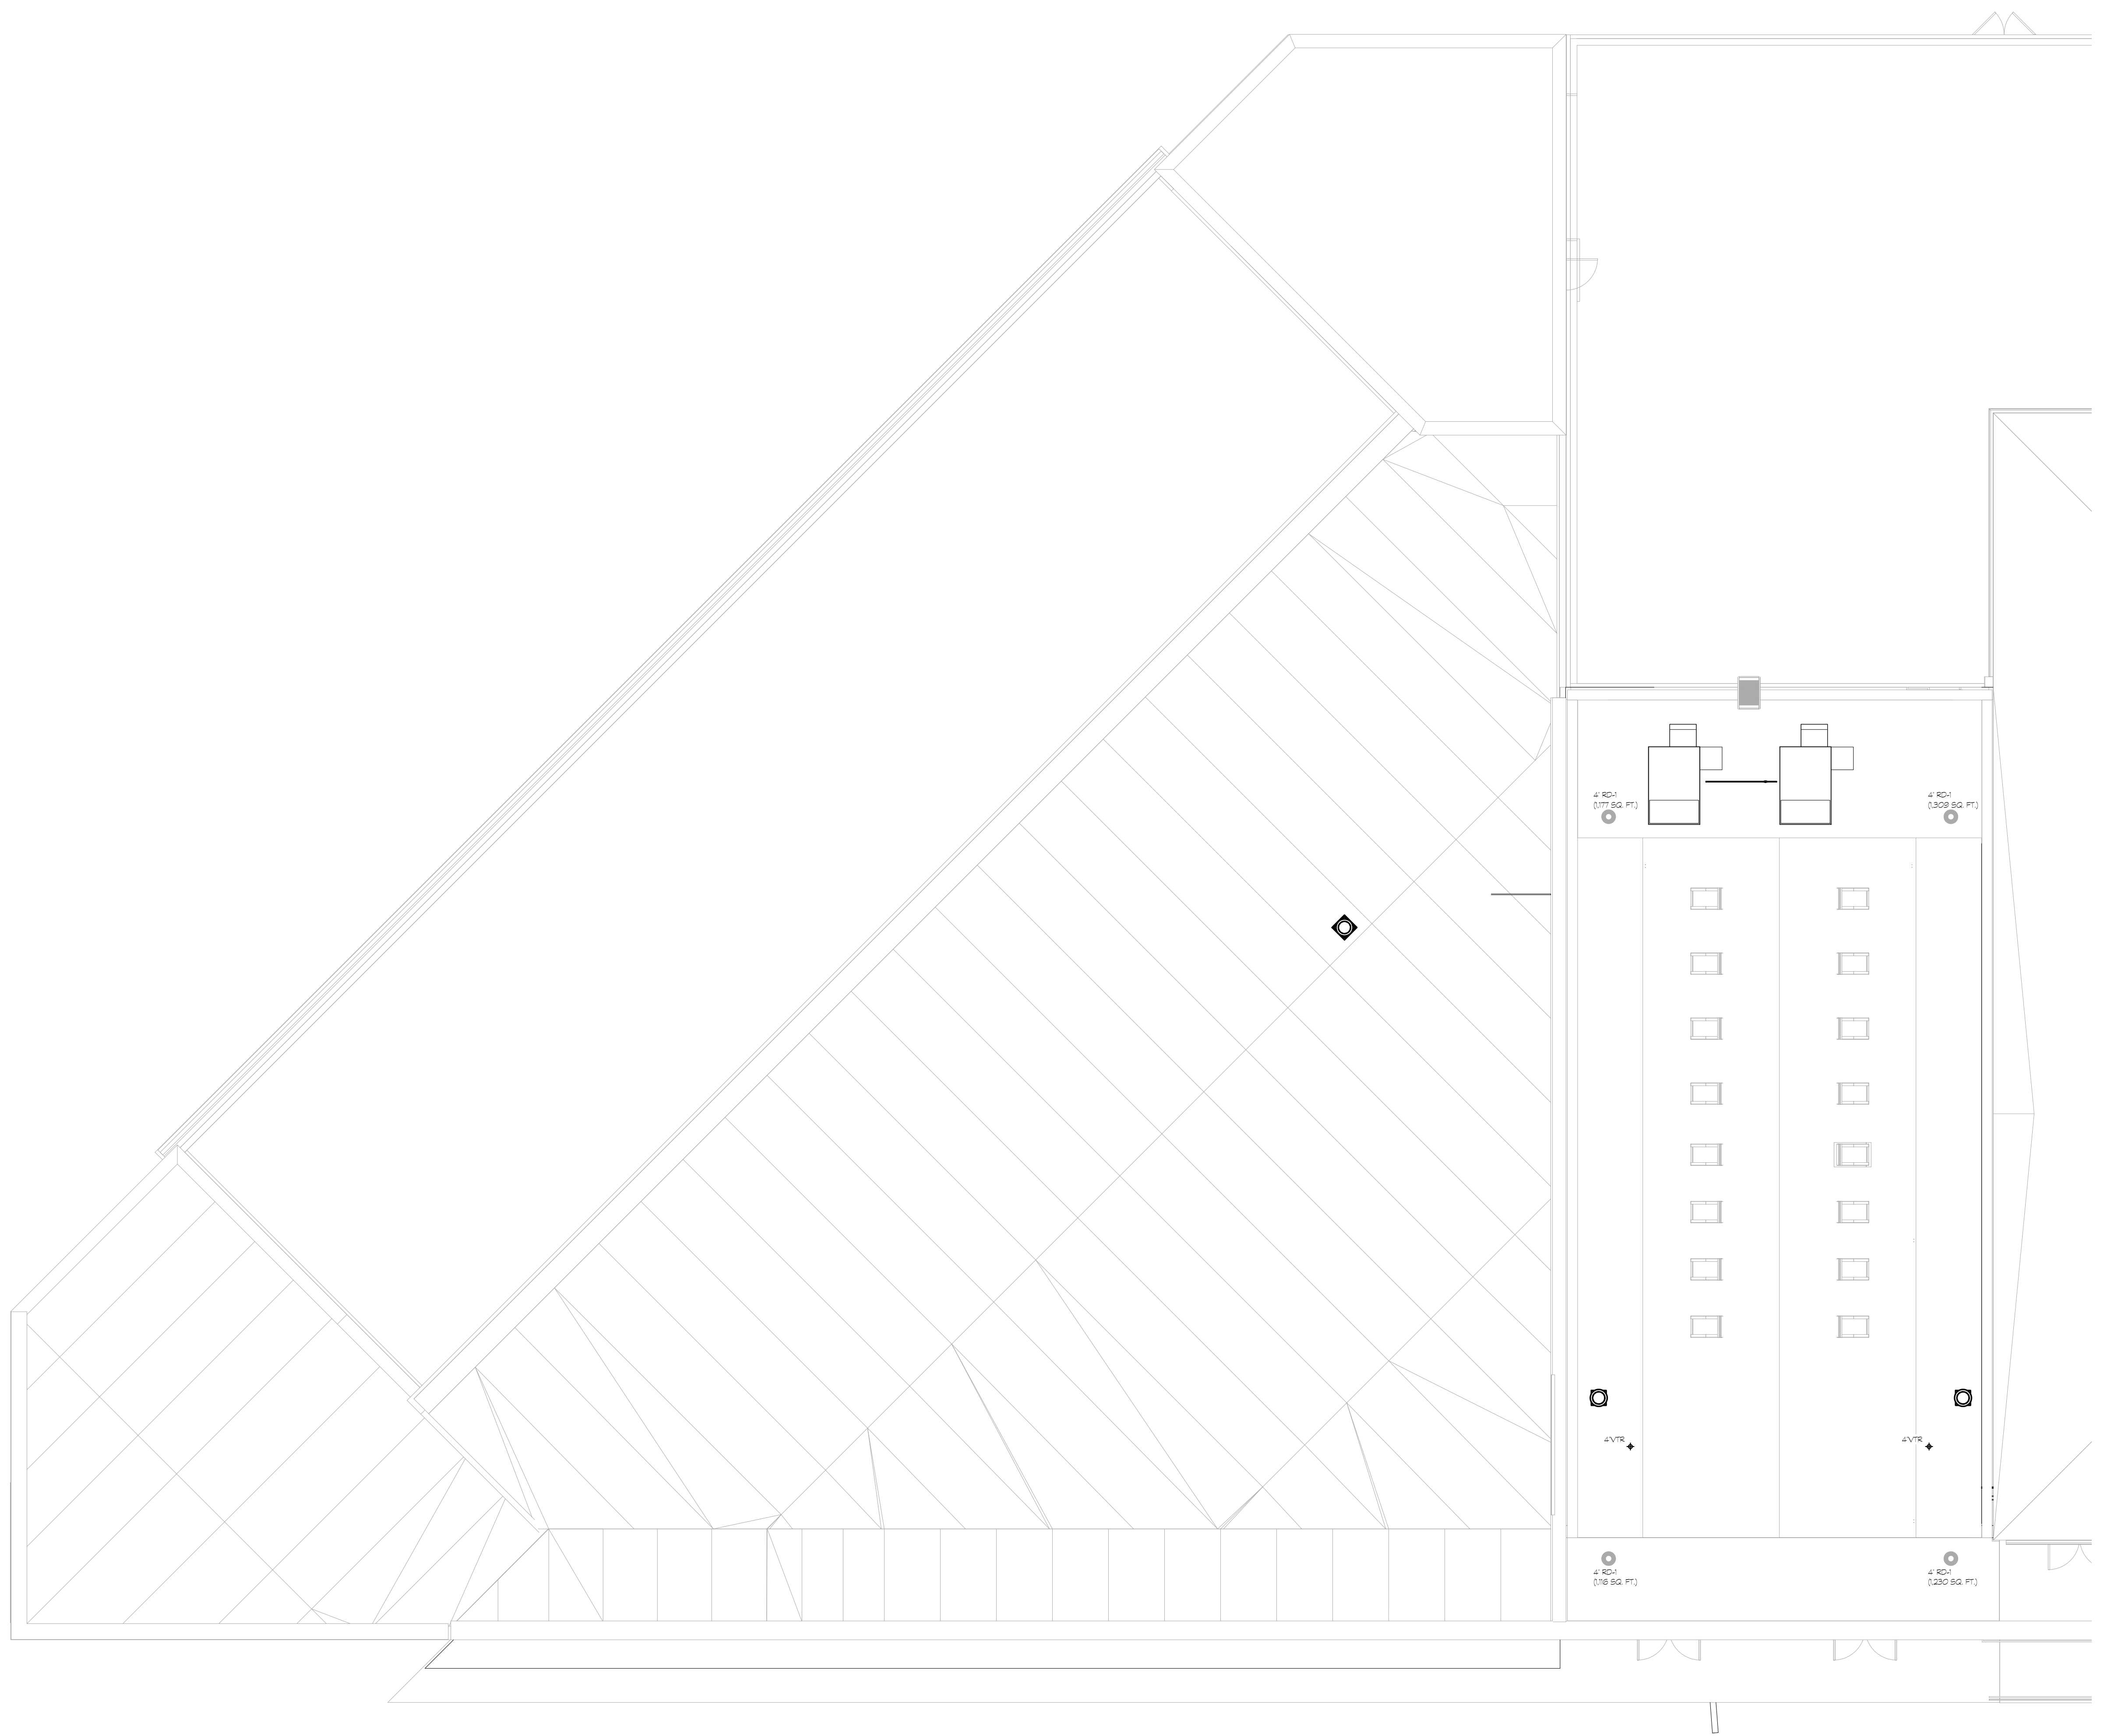 4" RD-1
(1,177 SQ. FT.)
4" RD-1
(1,309 SQ. FT.)
4"VTR
4"VTR
4" RD-1
(1,116 SQ. FT.)
4" RD-1
(1,230 SQ. FT.)